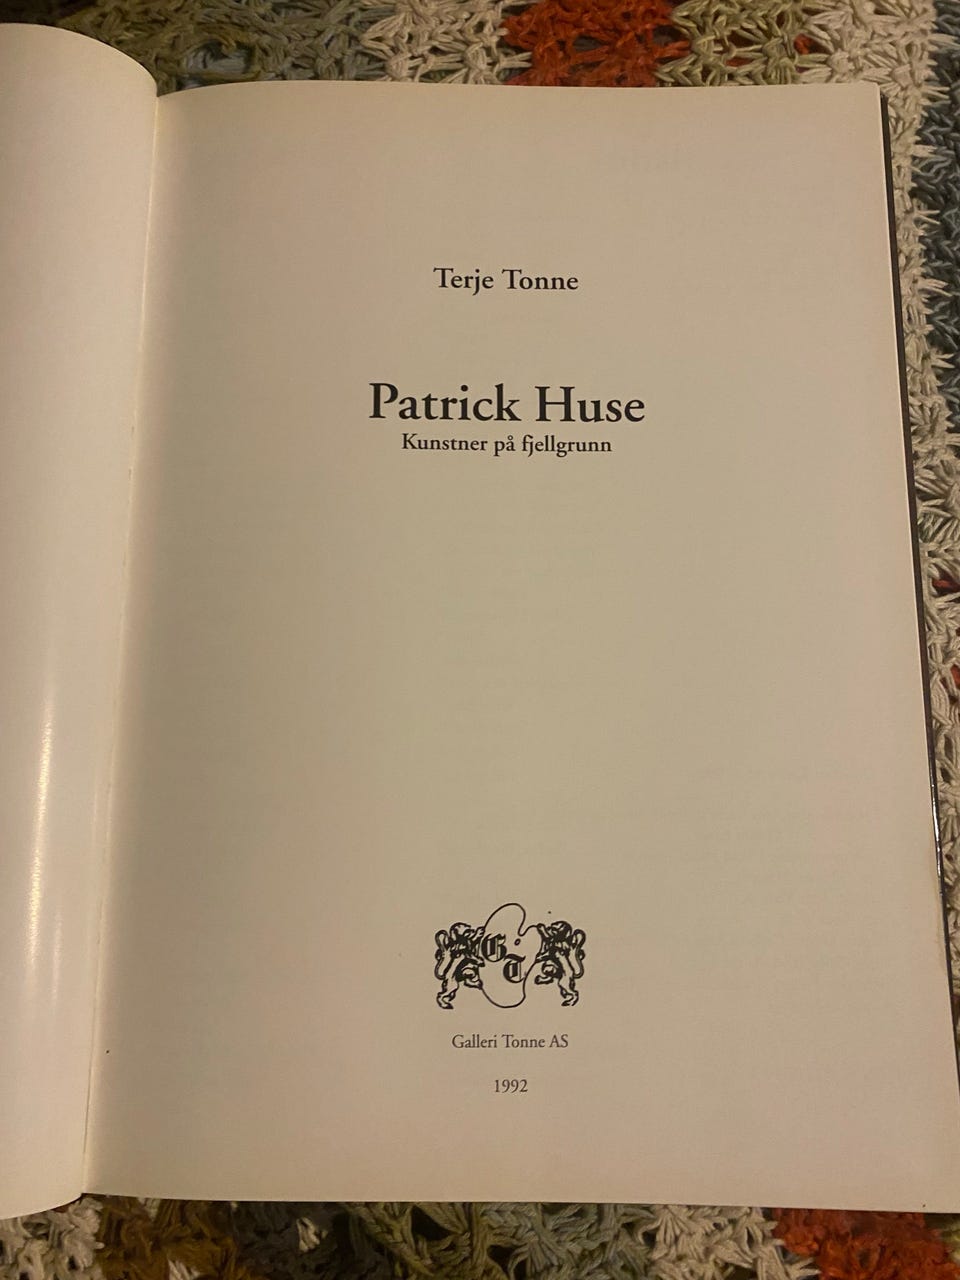 Terje Tonne
Patrick Huse
Kunstner på fjellgrunn
G
T
Galleri Tonne AS
1992